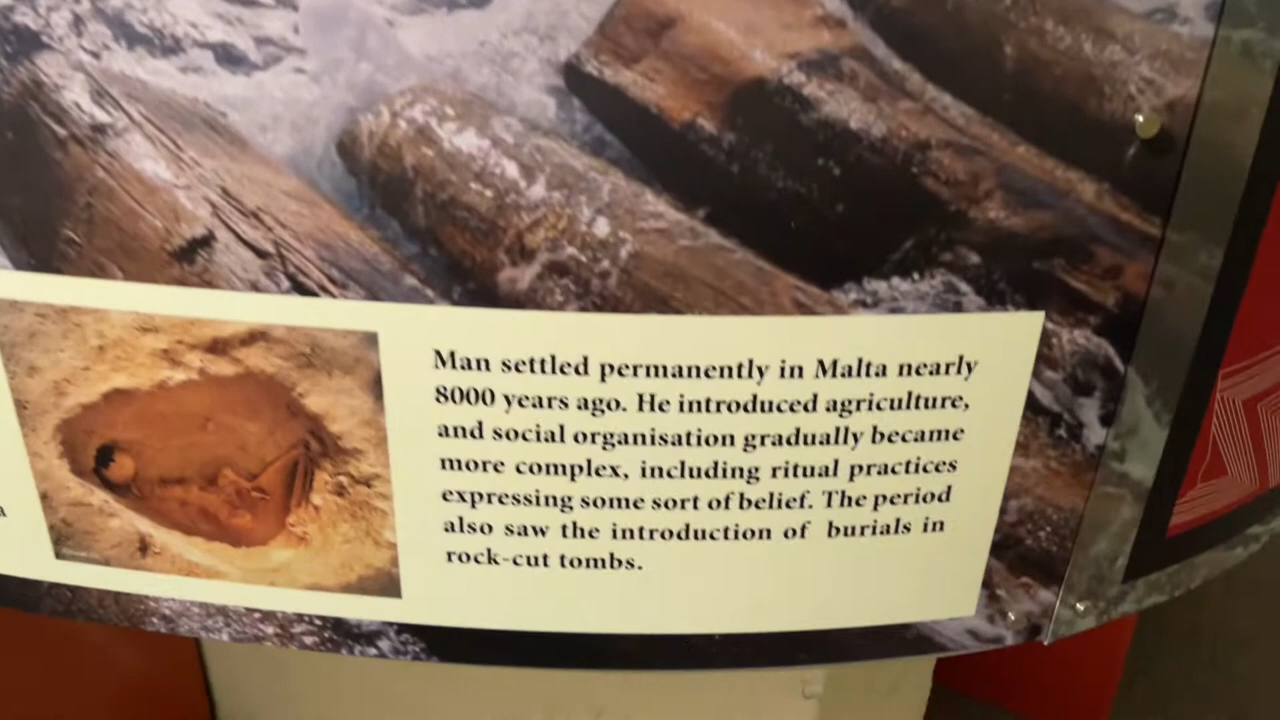 Man settled permanently in Malta nearly
8000 years ago. He introduced agriculture,
and social organisation gradually became
more complex, including ritual practices
expressing some sort of belief. The period
also saw the introduction of burials in
rock-cut tombs.